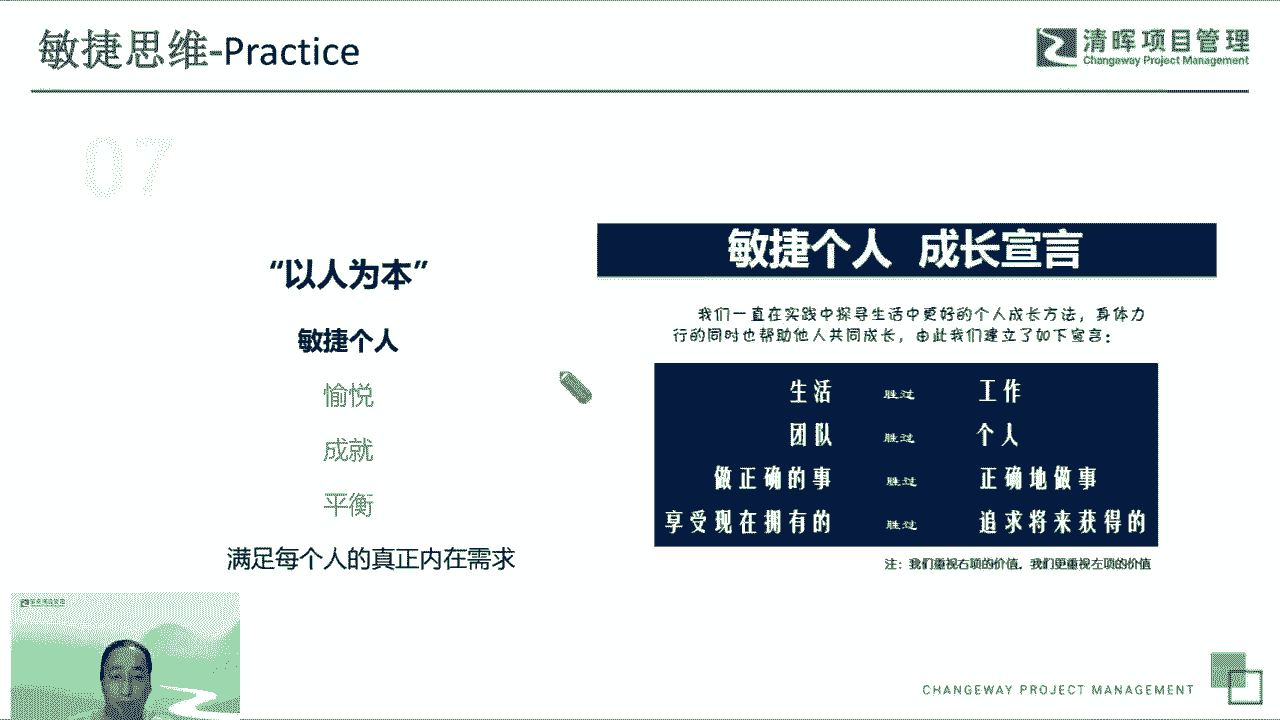 敏捷思维-Practice
清晖项目管理
Changeway Project Management
07
“以人为本”
敏捷个人
愉悦
成就
平衡
满足每个人的真正内在需求
敏捷个人 成长宣言
我们一直在实践中探寻生活中更好的个人成长方法，身体力
行的同时也帮助他人共同成长，由此我们建立了如下宣言：
生活 胜过 工作
团队 胜过 个人
做正确的事 胜过 正确地做事
享受现在拥有的 胜过 追求将来获得的
注：我们重视右项的价值，我们更重视左项的价值
CHANGEWAY PROJECT MANAGEMENT